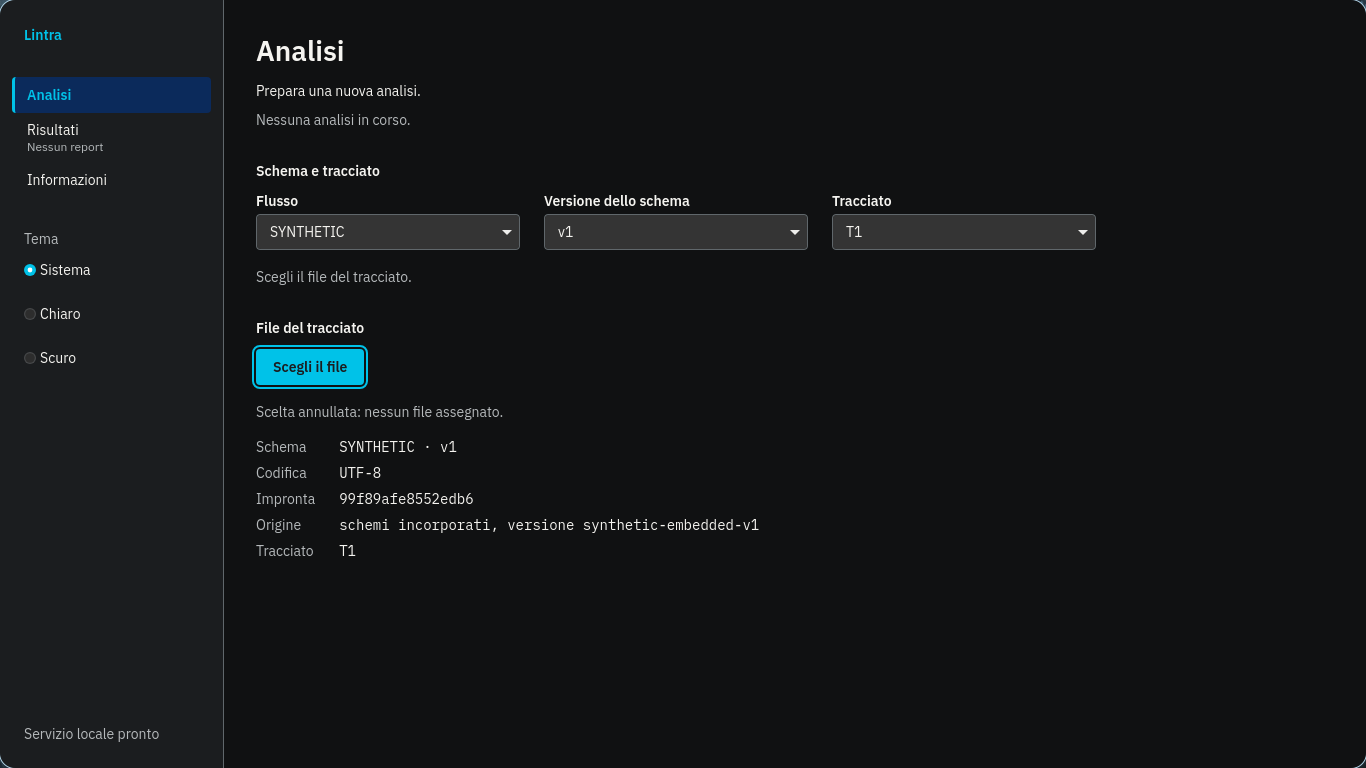 Lintra
Analisi
Risultati
Nessun report
Informazioni
Tema
Sistema
Chiaro
Scuro
Servizio locale pronto
Analisi
Prepara una nuova analisi.
Nessuna analisi in corso.
Schema e tracciato
Flusso
SYNTHETIC
Versione dello schema
v1
Tracciato
T1
Scegli il file del tracciato.
File del tracciato
Scegli il file
Scelta annullata: nessun file assegnato.
Schema SYNTHETIC · v1
Codifica UTF-8
Impronta 99f89afe8552edb6
Origine schemi incorporati, versione synthetic-embedded-v1
Tracciato T1